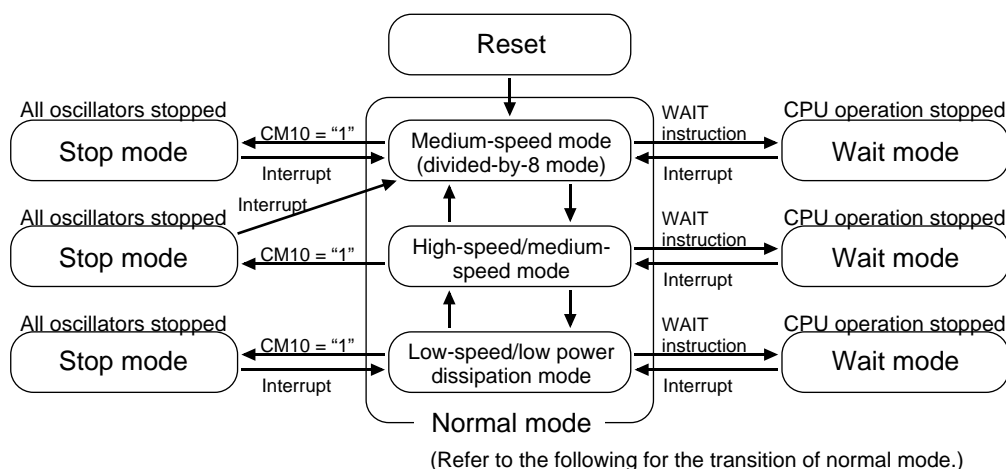 Reset
All oscillators stopped
Stop mode
CM10 = “1”
Interrupt
Medium-speed mode
(divided-by-8 mode)
WAIT
instruction
Interrupt
CPU operation stopped
Wait mode
Interrupt
All oscillators stopped
Stop mode
CM10 = “1”
High-speed/medium-
speed mode
WAIT
instruction
Interrupt
CPU operation stopped
Wait mode
All oscillators stopped
Stop mode
CM10 = “1”
Interrupt
Low-speed/low power
dissipation mode
WAIT
instruction
Interrupt
CPU operation stopped
Wait mode
Normal mode
(Refer to the following for the transition of normal mode.)